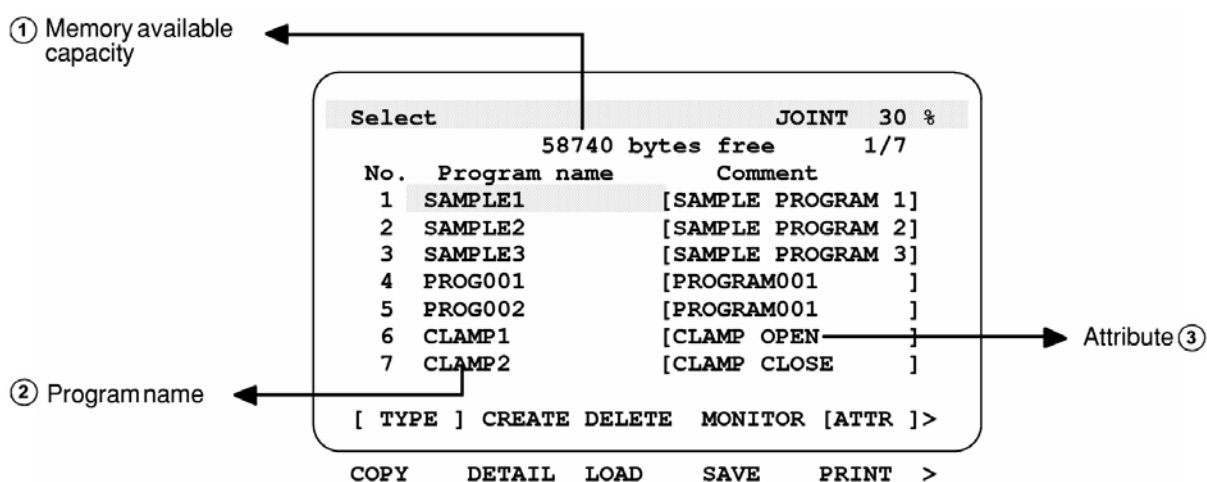 ① Memory available
capacity
Select JOINT 30 %
58740 bytes free 1/7
No. Program name Comment
1 SAMPLE1 [SAMPLE PROGRAM 1]
2 SAMPLE2 [SAMPLE PROGRAM 2]
3 SAMPLE3 [SAMPLE PROGRAM 3]
4 PROG001 [PROGRAM001 ]
5 PROG002 [PROGRAM001 ]
6 CLAMP1 [CLAMP OPEN ]
7 CLAMP2 [CLAMP CLOSE ]
Attribute ③
② Program name
[ TYPE ] CREATE DELETE MONITOR [ATTR ]>
COPY DETAIL LOAD SAVE PRINT >